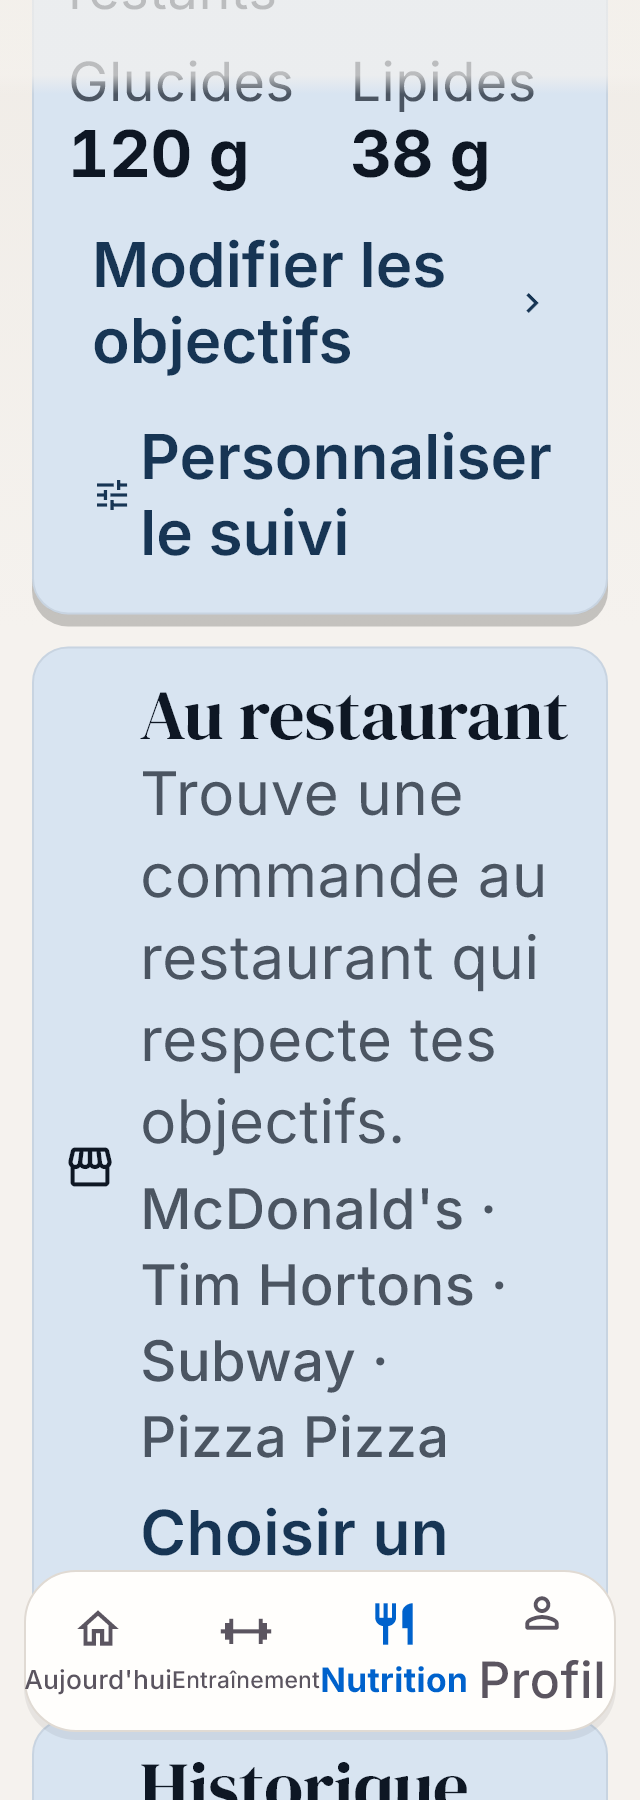 restants
Glucides
Lipides
120 g
38 g
Modifier les
objectifs
Personnaliser
le suivi
Au restaurant
Trouve une
commande au
restaurant qui
respecte tes
objectifs.
McDonald's ·
Tim Hortons ·
Subway ·
Pizza Pizza
Choisir un
Aujourd'hui
Entraînement
Nutrition
Profil
Historique